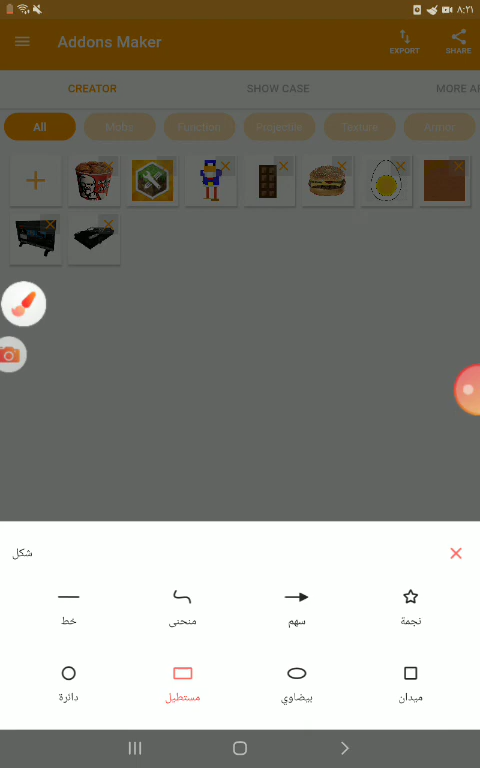 ٨:٢١
Addons Maker
EXPORT
SHARE
CREATOR
SHOW CASE
MORE A
All
Mobs
Function
Projectiles
Texture
Armor
شكل
خط
منحنى
سهم
نجمة
دائرة
مستطيل
بيضاوي
ميدان